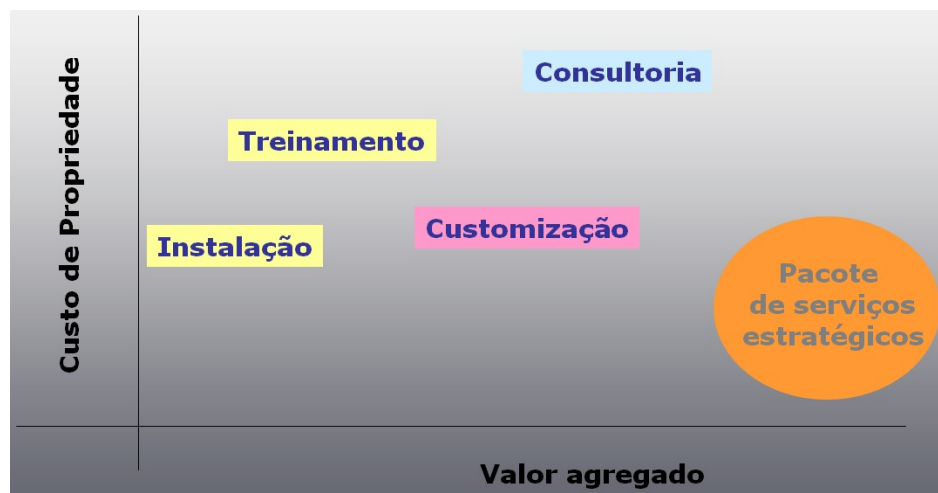 Custo de Propriedade
Consultoria
Treinamento
Customização
Instalação
Pacote
de serviços
estratégicos
Valor agregado